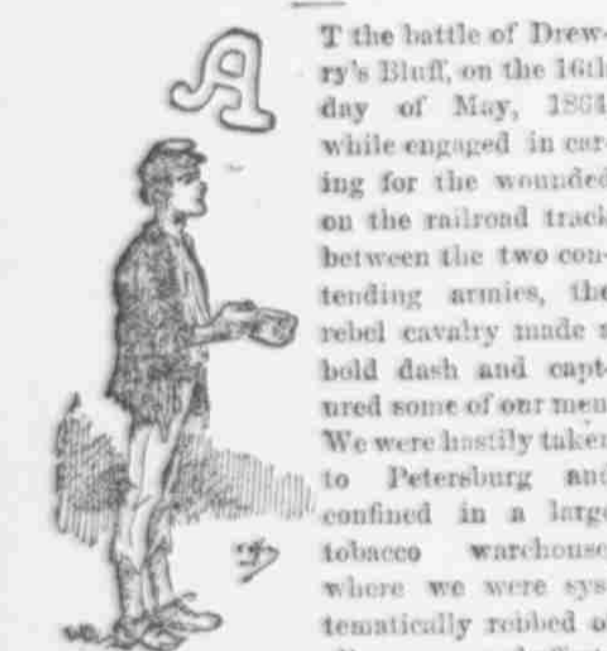 A
T the battle of Drew-
ry's Bluff, on the 16th
day of May, 1864
while engaged in car-
ing for the wounded
on the railroad track
between the two con-
tending armies, the
rebel cavalry made a
bold dash and capt-
ured some of our men
We were hastily taken
to Petersburg and
confined in a large
tobacco warehouse
where we were sys-
tematically robbed of